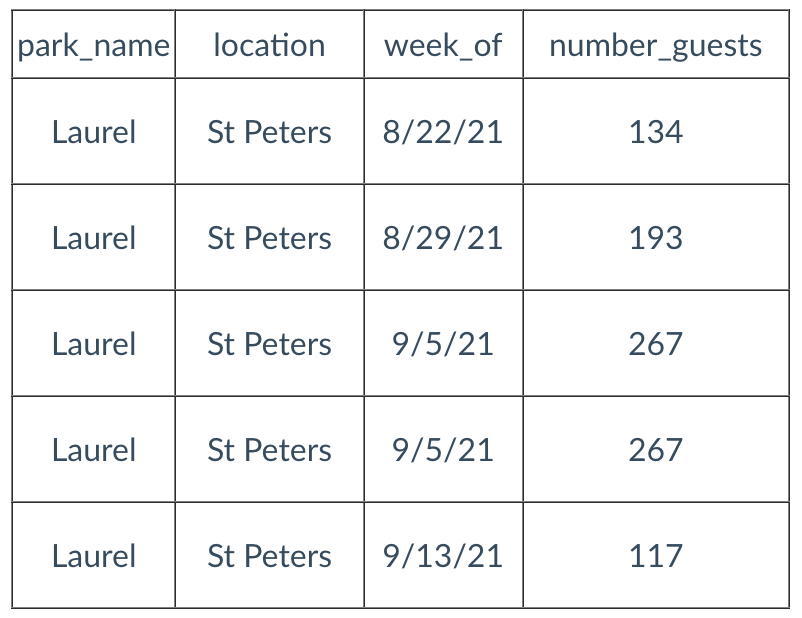 park_name location week_of number_guests
Laurel St Peters 8/22/21 134
Laurel St Peters 8/29/21 193
Laurel St Peters 9/5/21 267
Laurel St Peters 9/5/21 267
Laurel St Peters 9/13/21 117